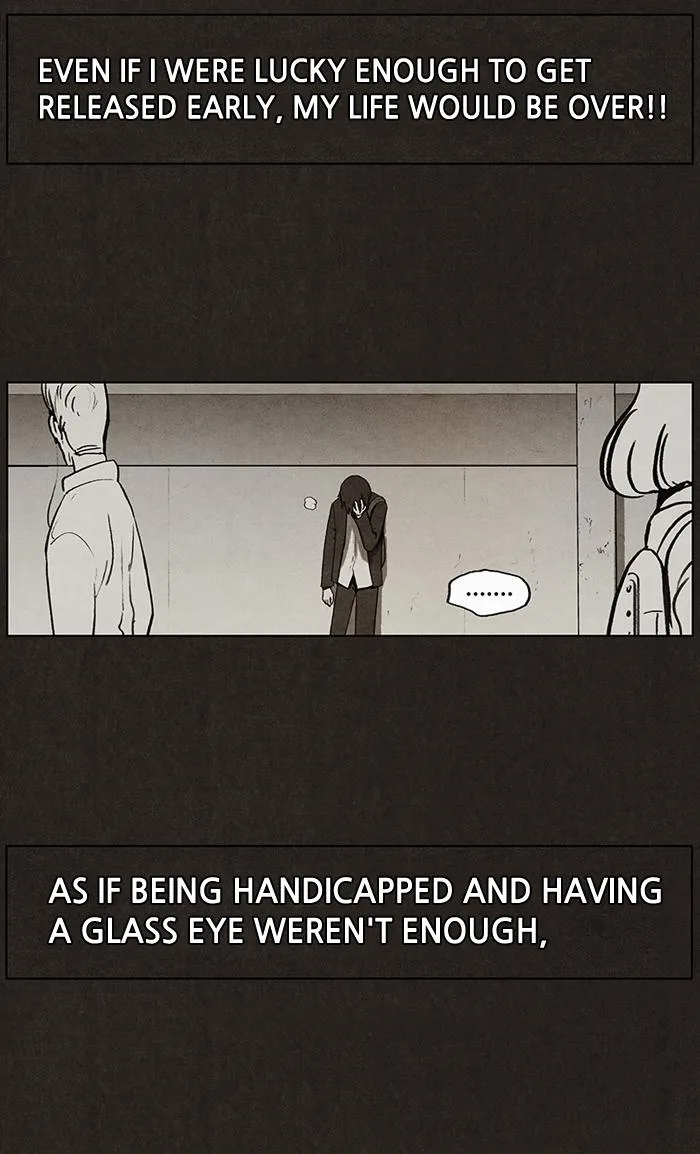 EVEN IF I WERE LUCKY ENOUGH TO GET
RELEASED EARLY, MY LIFE WOULD BE OVER!!
.......
AS IF BEING HANDICAPPED AND HAVING
A GLASS EYE WEREN'T ENOUGH,